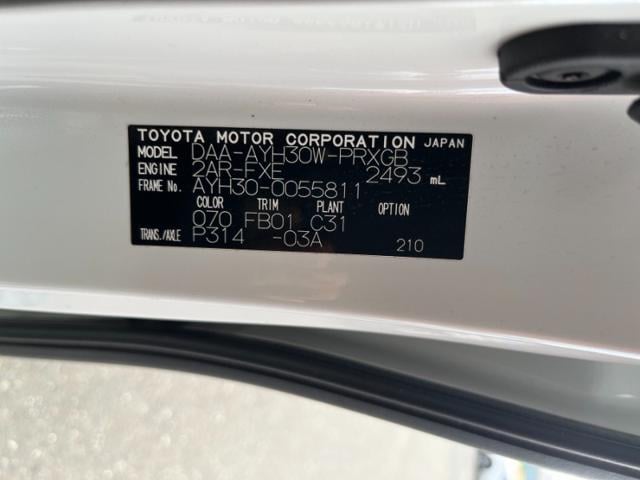 TOYOTA MOTOR CORPORATION JAPAN
MODEL DAA-AYH30W-PRXGB
ENGINE 2AR-FXE 2493 mL
FRAME No. AYH30-0055811
COLOR TRIM PLANT OPTION
070 FB01 C31
TRANS./AXLE P314 -03A 210